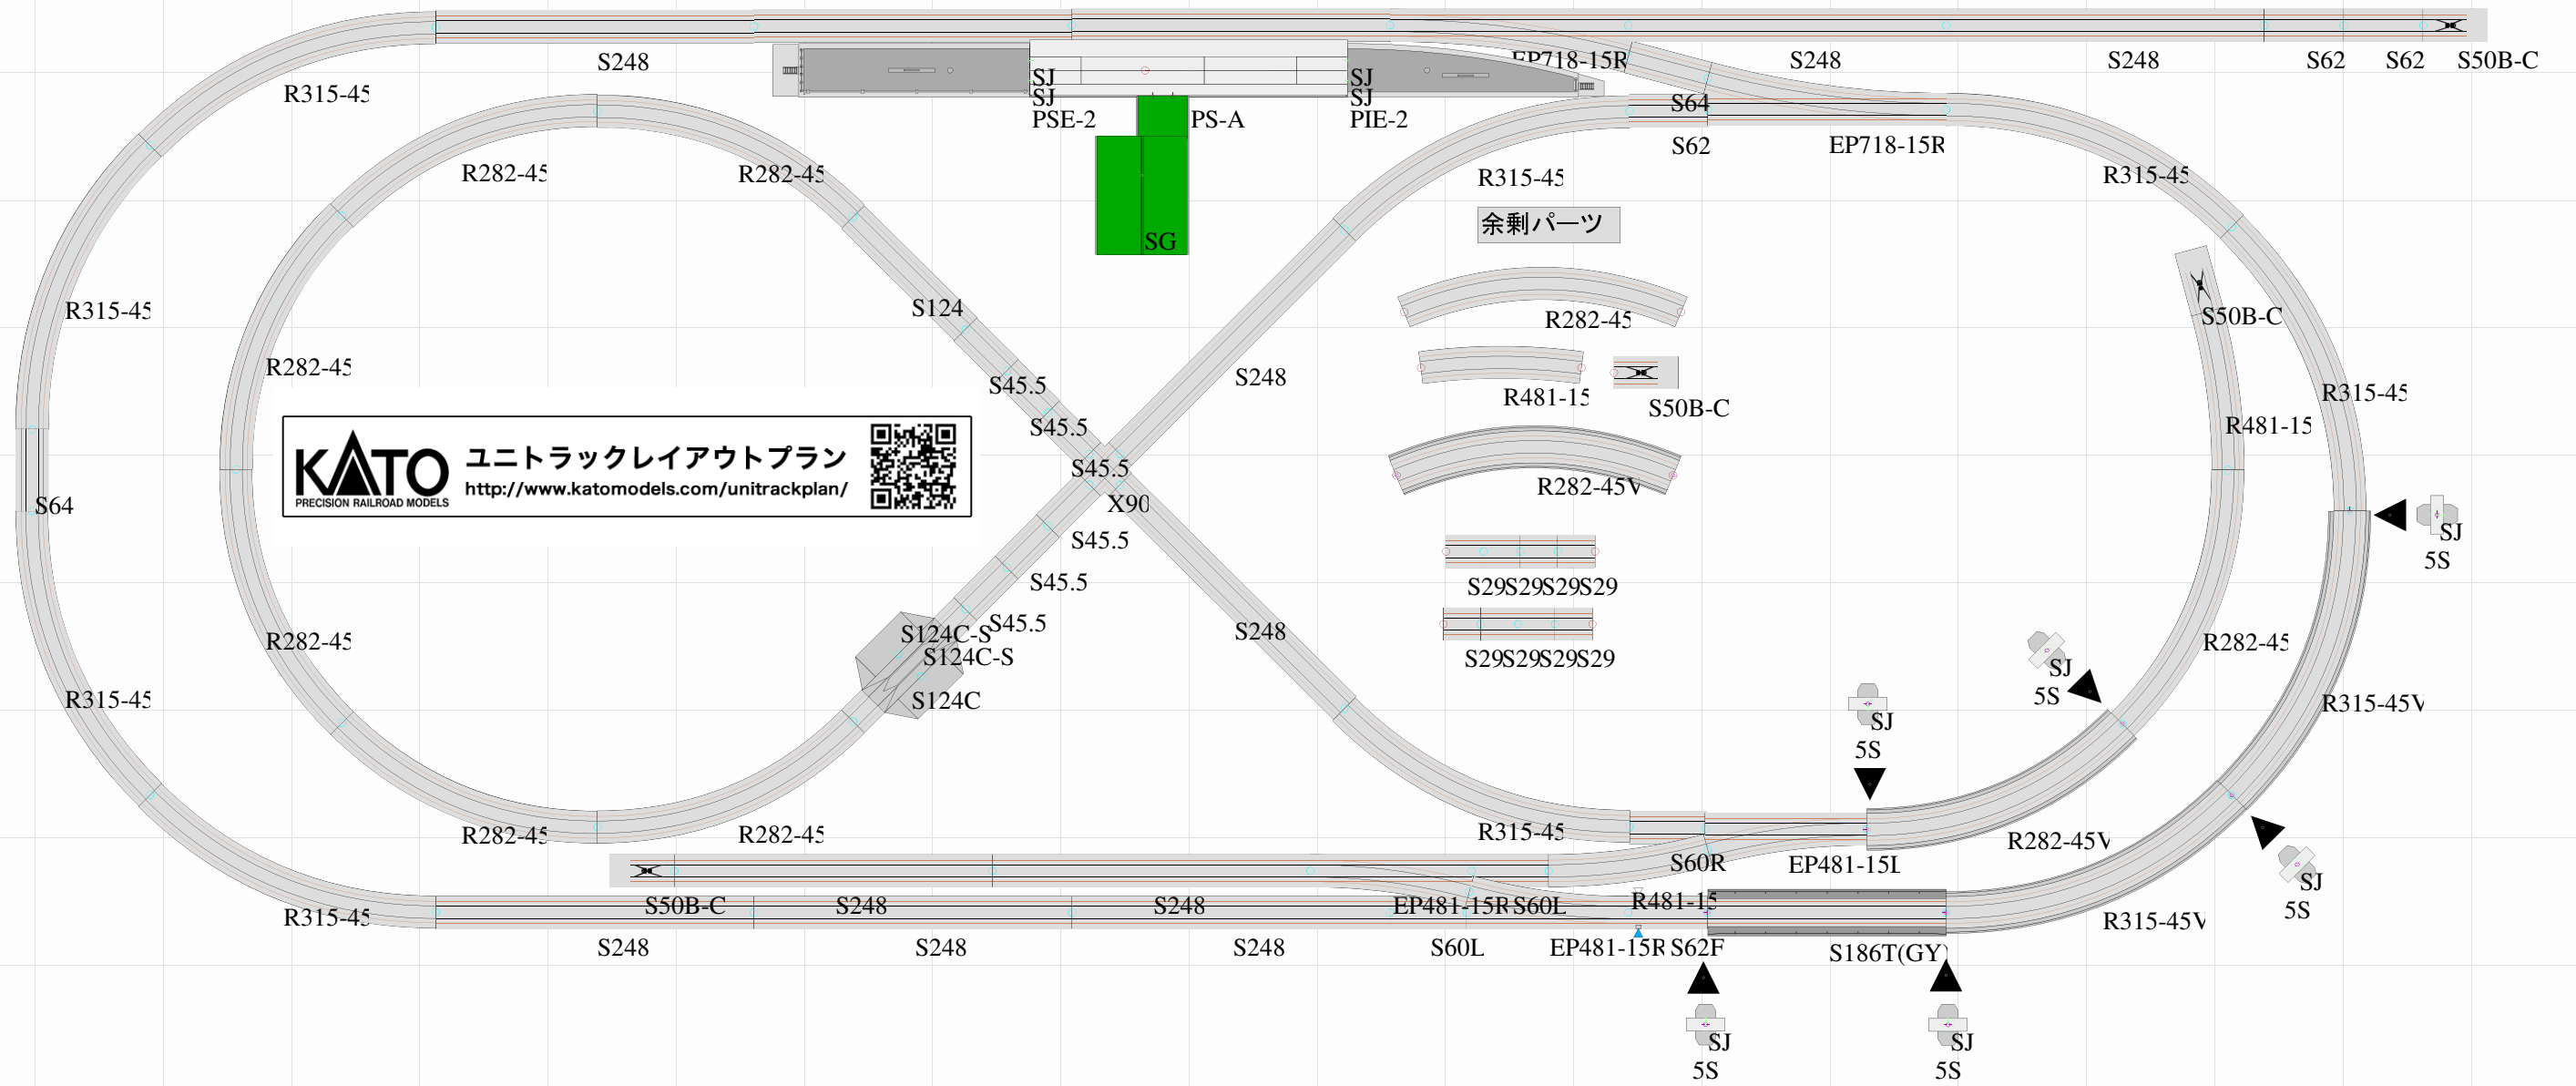 S248
EP718-15R
S248
S248
S62
S62
S50B-C
R315-45
SJ
SJ
SJ
SJ
S64
PSE-2
PS-A
PIE-2
S62
EP718-15R
R282-45
R282-45
R315-45
R315-45
余剰パーツ
SG
R315-45
S124
R282-45
S50B-C
R282-45
S45.5
S248
R315-45
R481-15
S50B-C
S45.5
R481-15
KATO
PRECISION RAILROAD MODELS
ユニトラックレイアウトプラン
http://www.katomodels.com/unitrackplan/
S45.5
R282-45V
S64
X90
SJ
5S
S45.5
S45.5
S29S29S29S29
S45.5
S124C-S
S124C-S
S248
R282-45
R282-45
S29S29S29S29
SJ
5S
R315-45
S124C
R315-45V
SJ
5S
R282-45
R282-45
R315-45
R282-45V
S60R
EP481-15L
SJ
5S
R315-45
S50B-C
S248
S248
EP481-15R
S60L
R481-15
R315-45V
S248
S248
S248
S60L
EP481-15R
S62F
S186T(GY)
SJ
5S
SJ
5S